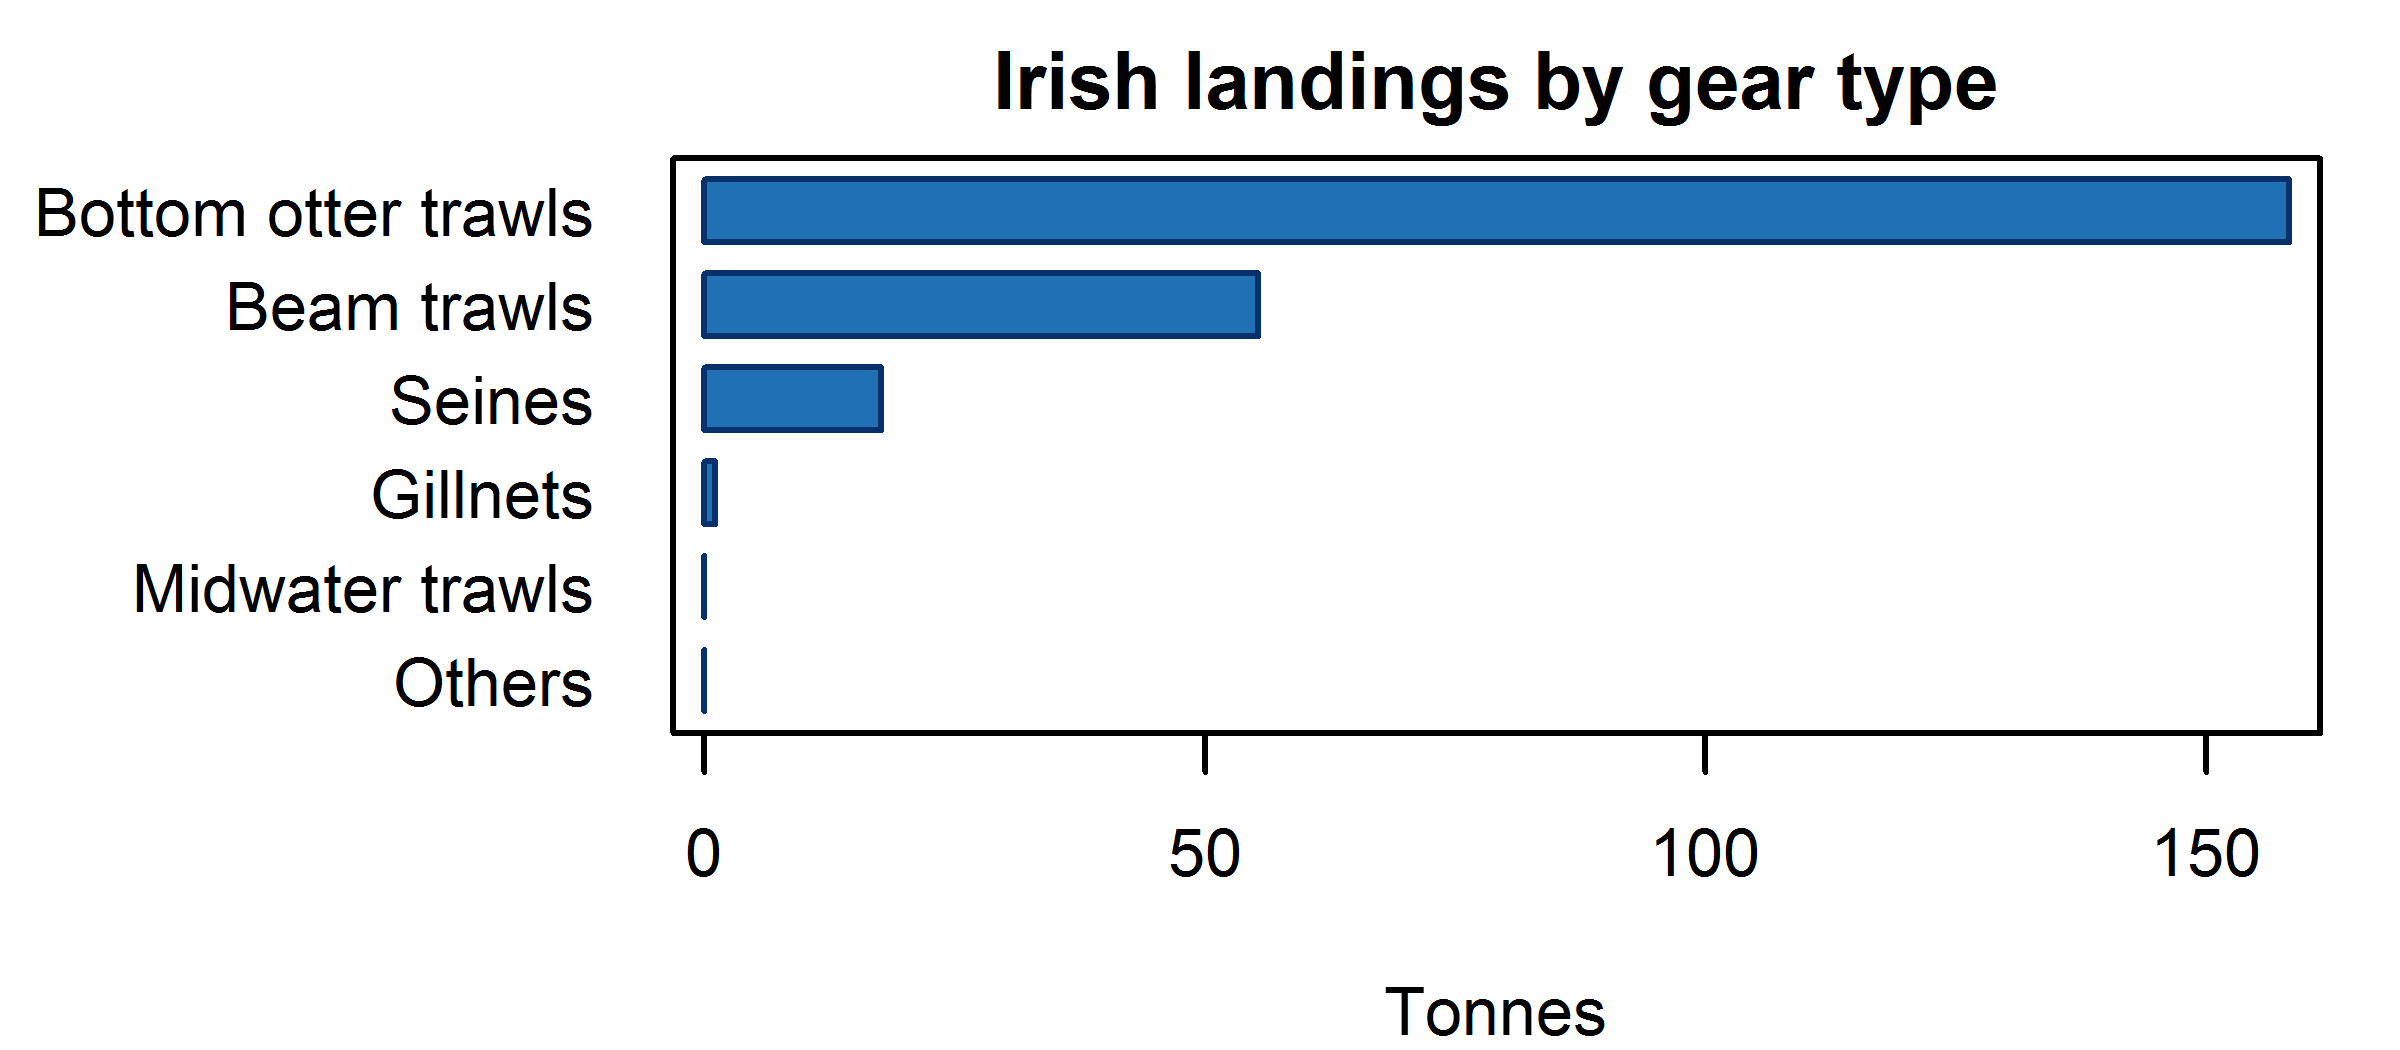 Irish landings by gear type
Bottom otter trawls
Beam trawls
Seines
Gillnets
Midwater trawls
Others
0 50 100 150
Tonnes